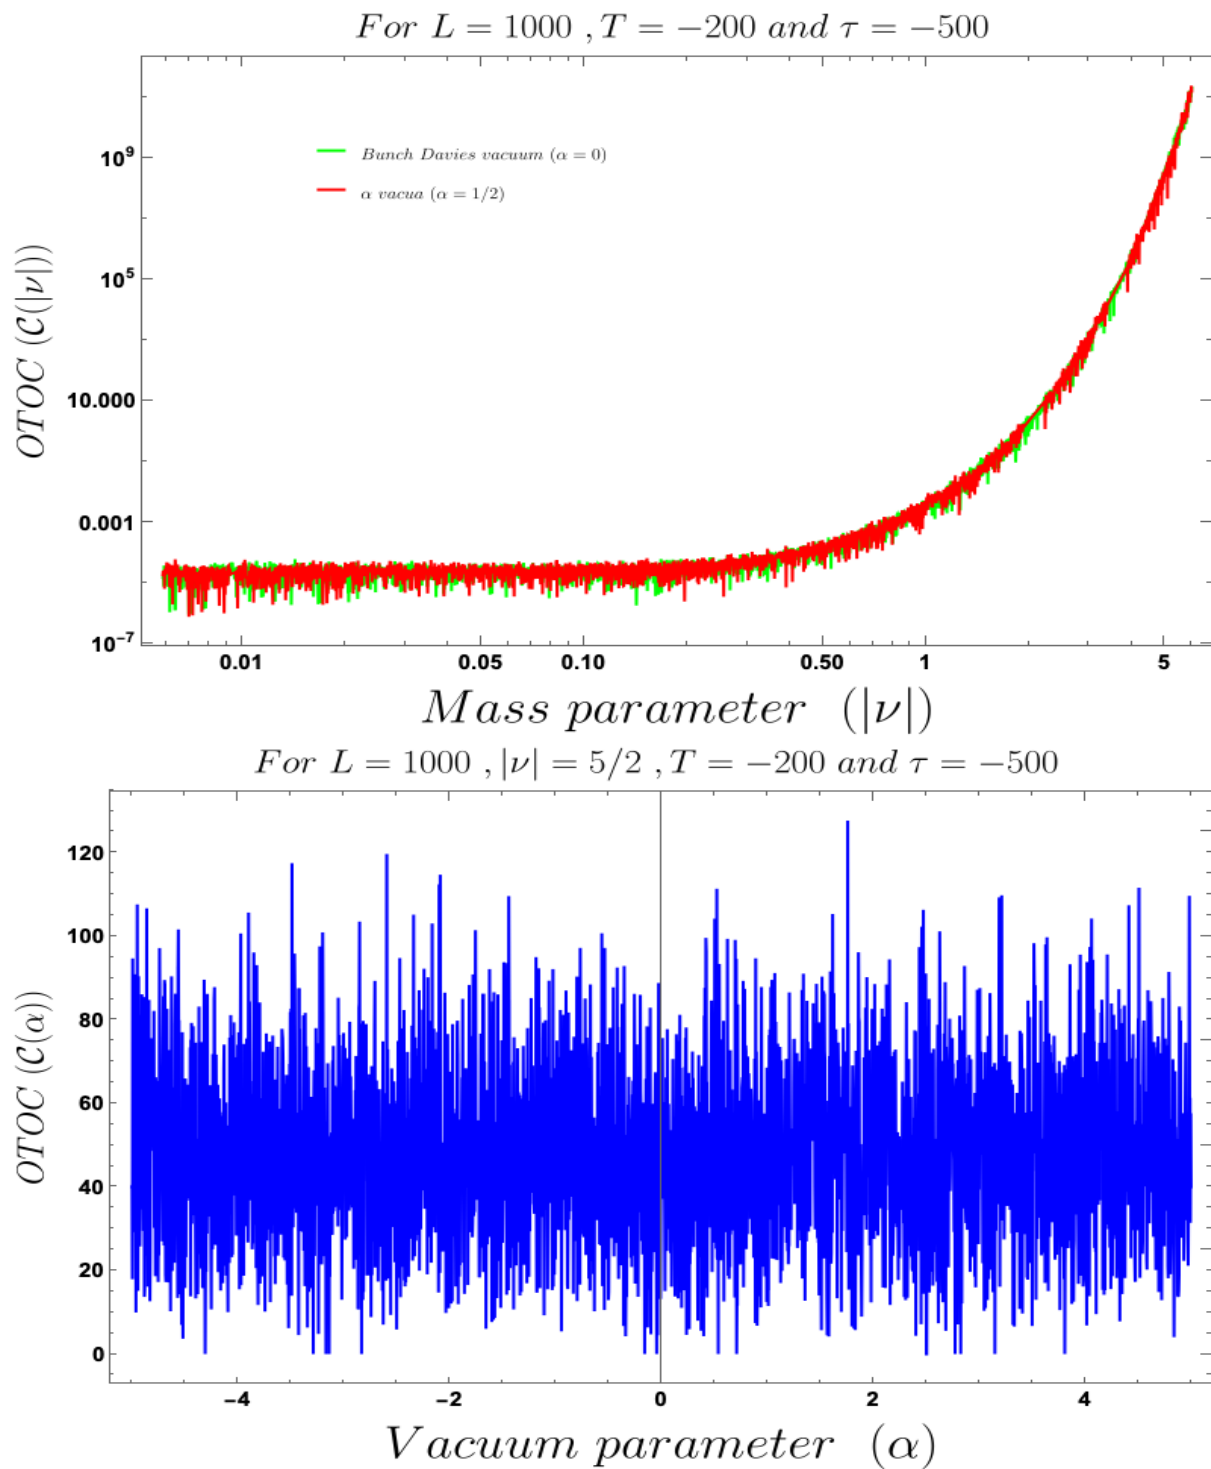 For L = 1000 , T = −200 and τ = −500
Bunch Davies vacuum (α = 0)
α vacua (α = 1/2)
OTOC (𝒞(|ν|))
10⁹
10⁵
10.000
0.001
10⁻⁷
0.01 0.05 0.10 0.50 1 5
Mass parameter (|ν|)
For L = 1000 , |ν| = 5/2 , T = −200 and τ = −500
OTOC (𝒞(α))
120
100
80
60
40
20
0
−4 −2 0 2 4
Vacuum parameter (α)